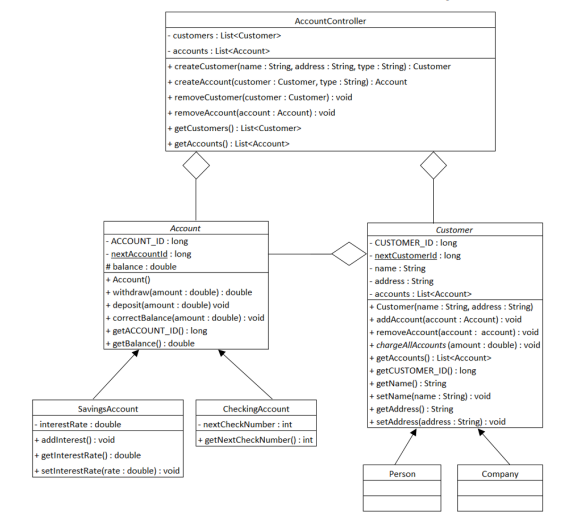 AccountController
- customers : List<Customer>
- accounts : List<Account>
+ createCustomer(name : String, address : String, type : String) : Customer
+ createAccount(customer : Customer, type : String) : Account
+ removeCustomer(customer : Customer) : void
+ removeAccount(account : Account) : void
+ getCustomers() : List<Customer>
+ getAccounts() : List<Account>
Account
- ACCOUNT_ID : long
- nextAccountId : long
# balance : double
+ Account()
+ withdraw(amount : double) : double
+ deposit(amount : double) void
+ correctBalance(amount : double) : void
+ getACCOUNT_ID() : long
+ getBalance() : double
Customer
- CUSTOMER_ID : long
- nextCustomerId : long
- name : String
- address : String
- accounts : List<Account>
+ Customer(name : String, address : String)
+ addAccount(account : Account) : void
+ removeAccount(account : account) : void
+ chargeAllAccounts (amount : double) : void
+ getAccounts() : List<Account>
+ getCUSTOMER_ID() : long
+ getName() : String
+ setName(name : String) : void
+ getAddress() : String
+ setAddress(address : String) : void
SavingsAccount
- interestRate : double
+ addInterest() : void
+ getInterestRate() : double
+ setInterestRate(rate : double) : void
CheckingAccount
- nextCheckNumber : int
+ getNextCheckNumber() : int
Person
Company